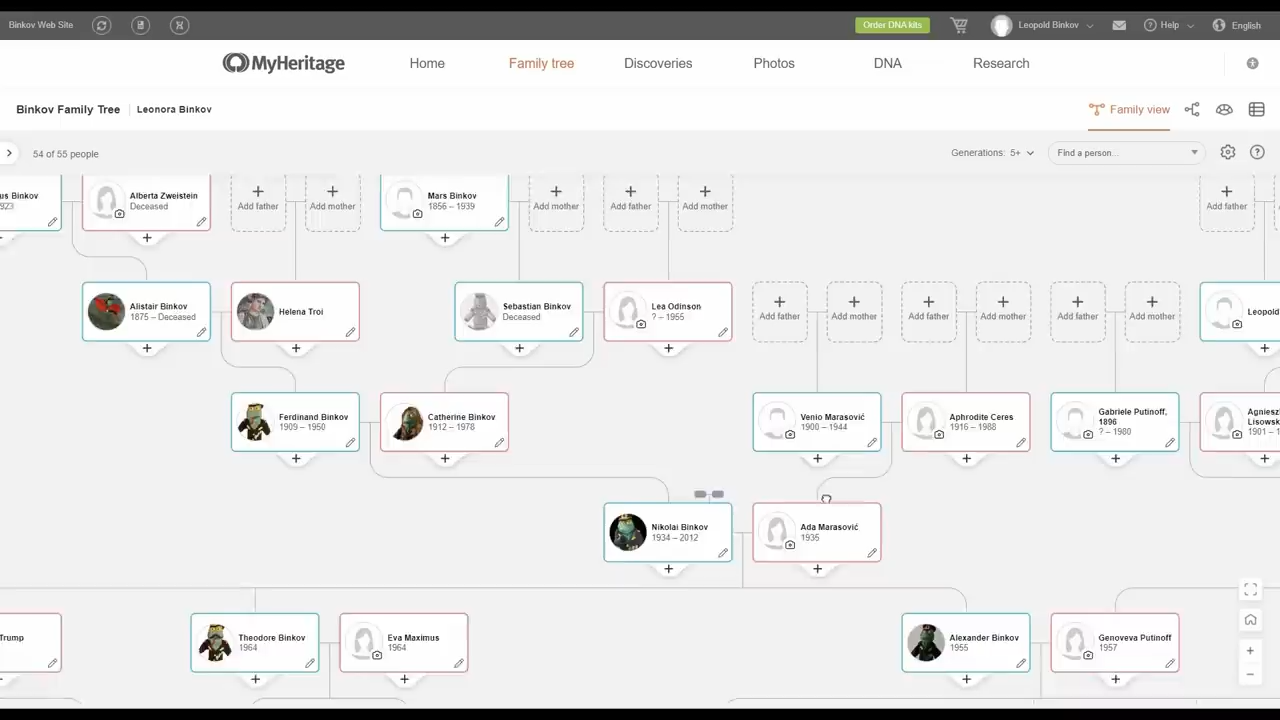 Binkov Web Site
Order DNA kits
Leopold Binkov
Help
English
MyHeritage
Home
Family tree
Discoveries
Photos
DNA
Research
Binkov Family Tree
Leonora Binkov
Family view
54 of 55 people
Generations: 5+
Find a person...
us Binkov
1923
Alberta Zweistein
Deceased
Add father
Add mother
Mars Binkov
1856 – 1939
Add mother
Add father
Add mother
Add father
Alistair Binkov
1875 – Deceased
Helena Troi
Sebastian Binkov
Deceased
Lea Odinson
? – 1955
Add father
Add mother
Add father
Add mother
Add father
Add mother
Leopold
Ferdinand Binkov
1909 – 1950
Catherine Binkov
1912 – 1978
Venio Marasović
1900 – 1944
Aphrodite Ceres
1916 – 1988
Gabriele Putinoff,
1896
? – 1980
Agniesz
Lisowsk
1901 – 1
Nikolai Binkov
1934 – 2012
Ada Marasović
1935
Trump
Theodore Binkov
1964
Eva Maximus
1964
Alexander Binkov
1955
Genoveva Putinoff
1957